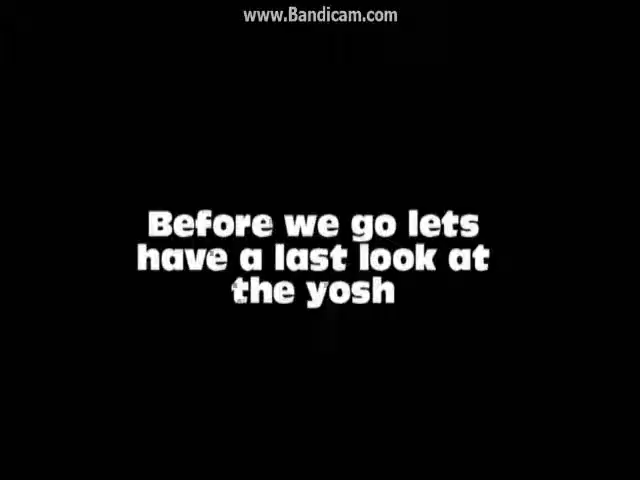 www.Bandicam.com
Before we go lets
have a last look at
the yosh